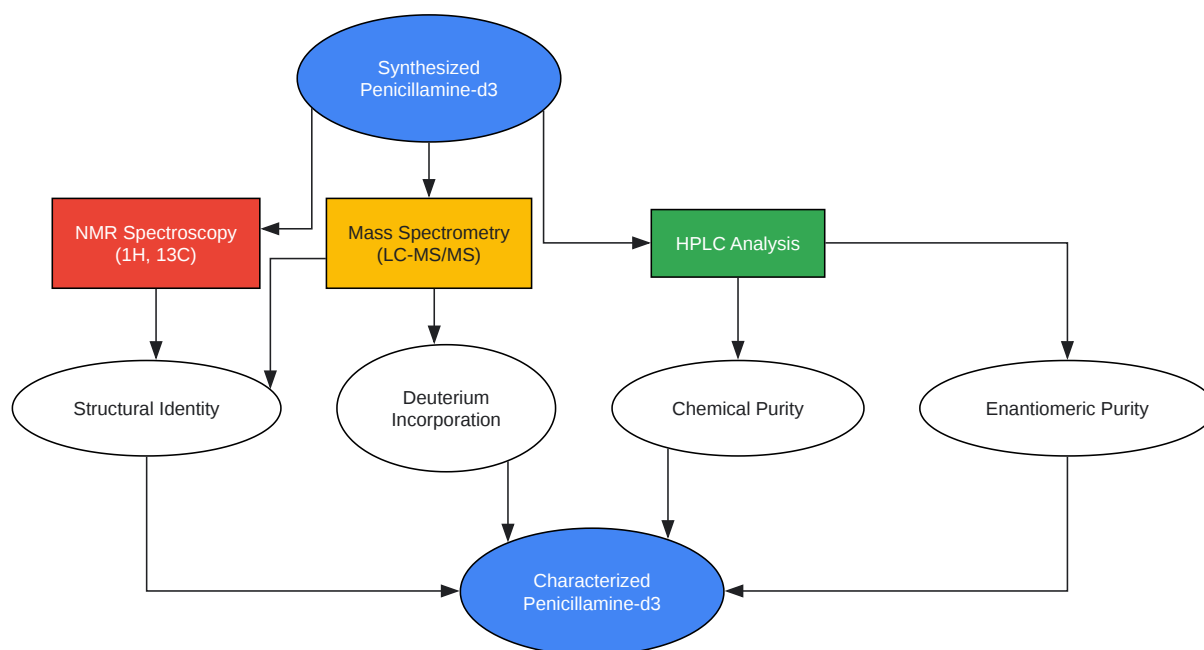 Synthesized
Penicillamine-d3
NMR Spectroscopy
(1H, 13C)
Mass Spectrometry
(LC-MS/MS)
HPLC Analysis
Structural Identity
Deuterium
Incorporation
Chemical Purity
Enantiomeric Purity
Characterized
Penicillamine-d3